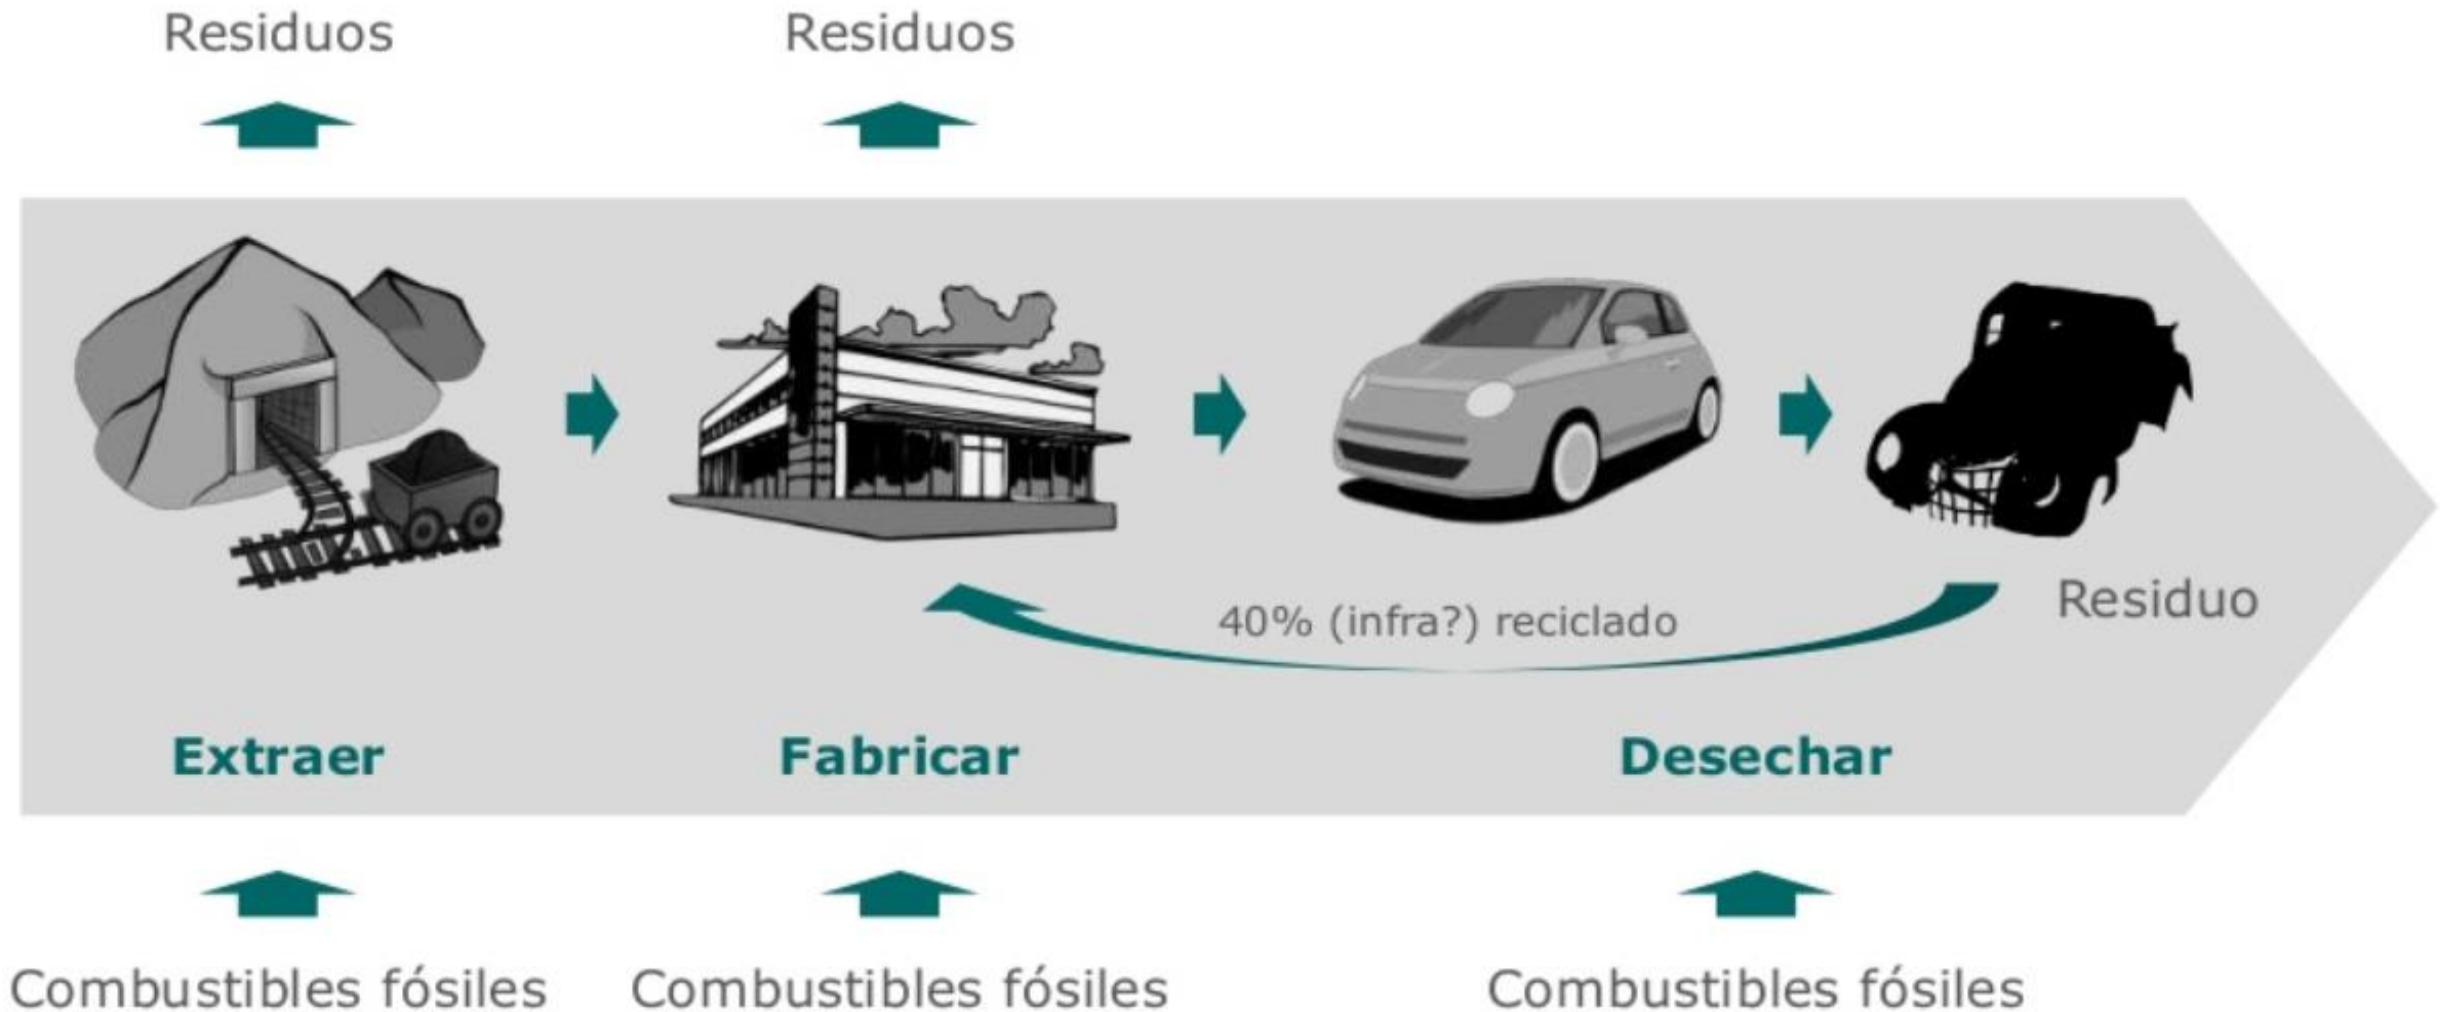 Residuos
Residuos
40% (infra?) reciclado
Residuo
Extraer
Fabricar
Desechar
Combustibles fósiles
Combustibles fósiles
Combustibles fósiles